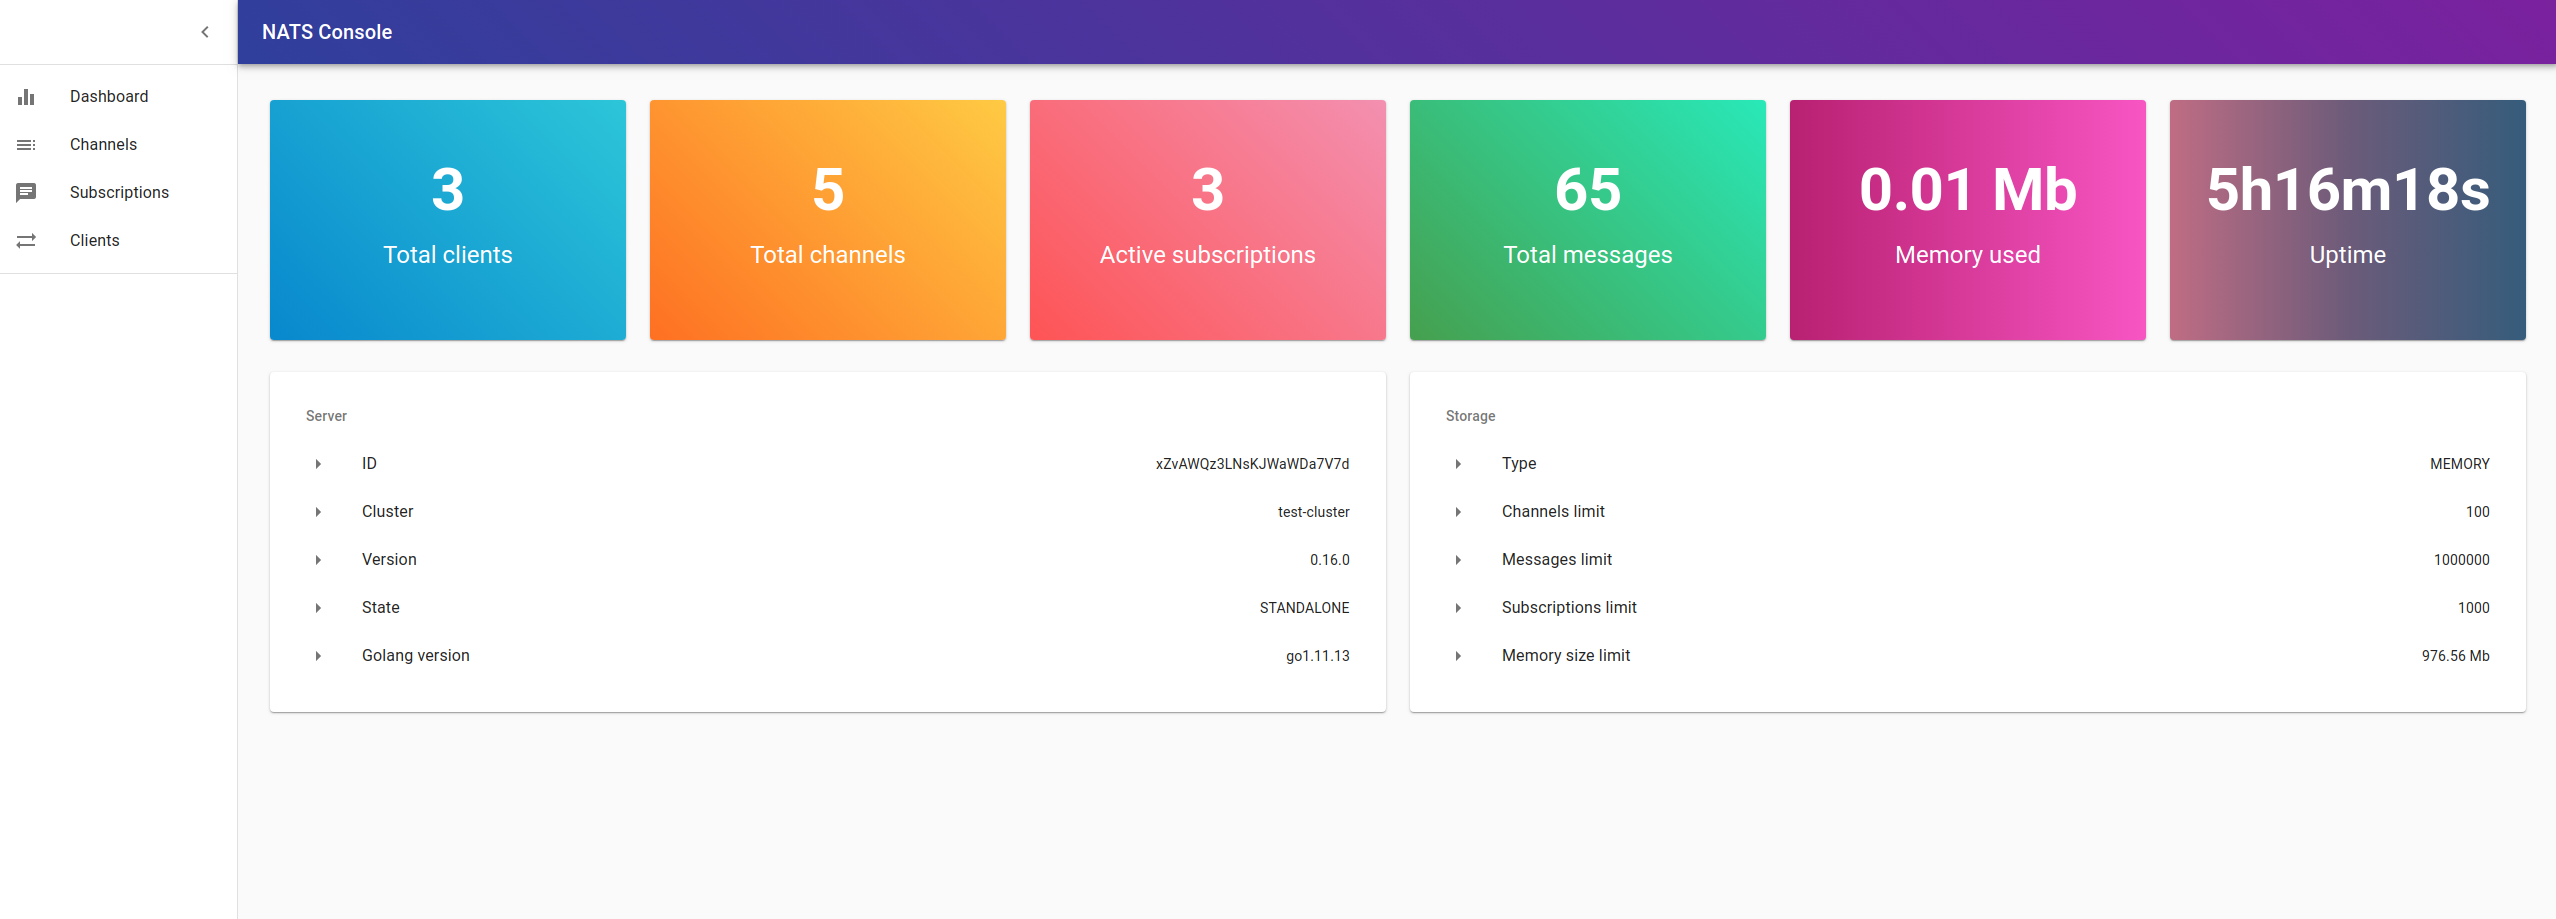 NATS Console
Dashboard
Channels
Subscriptions
Clients
3
Total clients
5
Total channels
3
Active subscriptions
65
Total messages
0.01 Mb
Memory used
5h16m18s
Uptime
Server
ID xZvAWQz3LNsKJWaWDa7V7d
Cluster test-cluster
Version 0.16.0
State STANDALONE
Golang version go1.11.13
Storage
Type MEMORY
Channels limit 100
Messages limit 1000000
Subscriptions limit 1000
Memory size limit 976.56 Mb